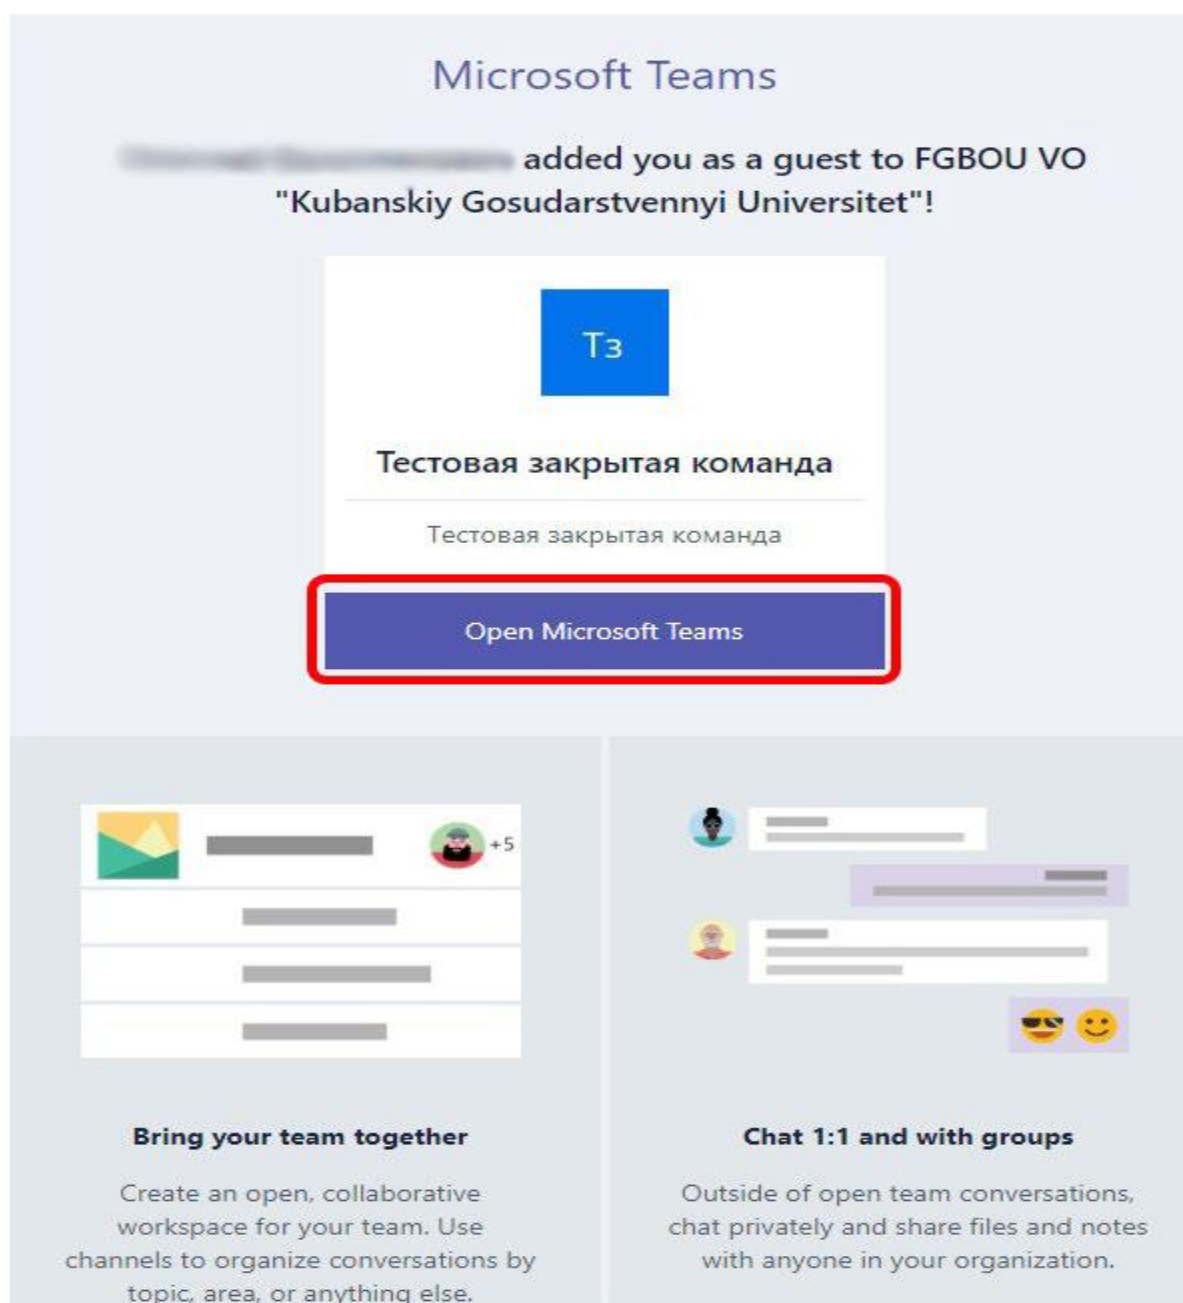 Microsoft Teams
added you as a guest to FGBOU VO
"Kubanskiy Gosudarstvennyi Universitet"!
Тз
Тестовая закрытая команда
Тестовая закрытая команда
Open Microsoft Teams
+5
Bring your team together
Create an open, collaborative
workspace for your team. Use
channels to organize conversations by
topic, area, or anything else.
Chat 1:1 and with groups
Outside of open team conversations,
chat privately and share files and notes
with anyone in your organization.